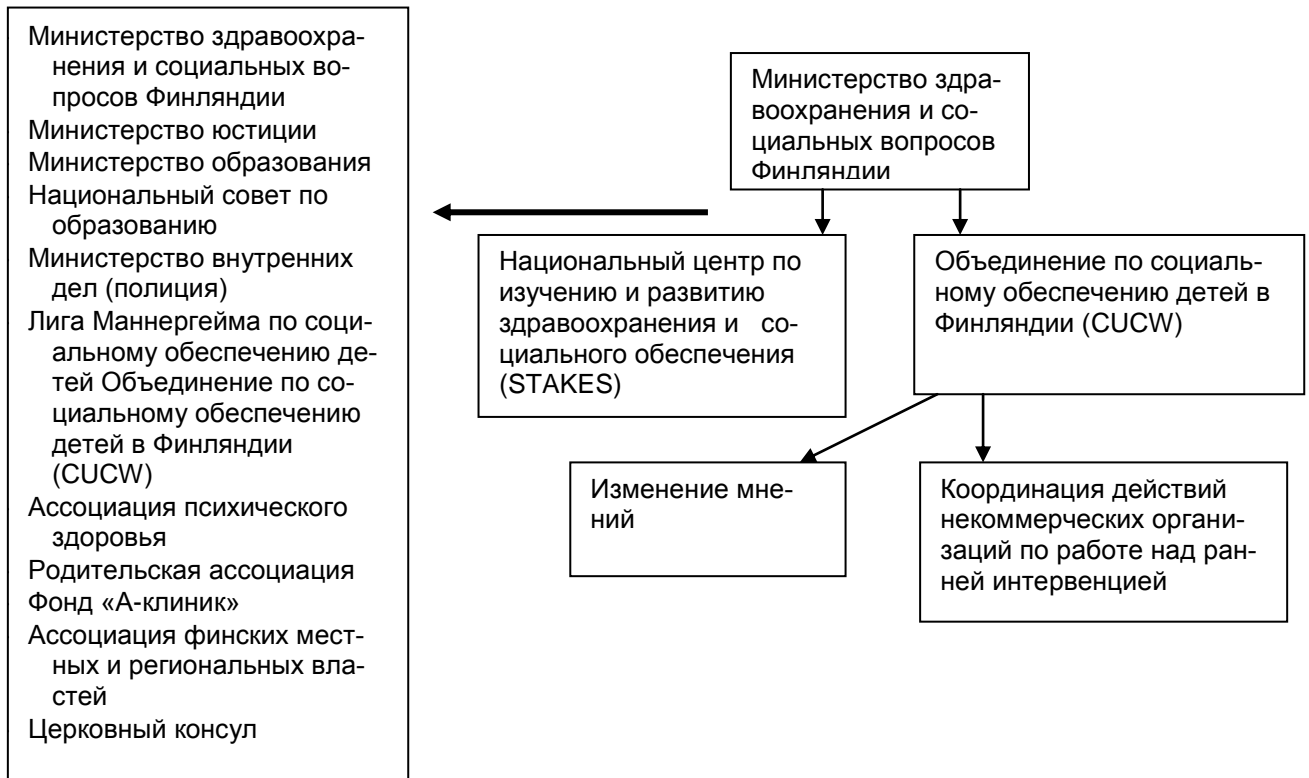 Министерство здравоохра-
нения и социальных во-
просов Финляндии
Министерство юстиции
Министерство образования
Национальный совет по
образованию
Министерство внутренних
дел (полиция)
Лига Маннергейма по соци-
альному обеспечению де-
тей Объединение по со-
циальному обеспечению
детей в Финляндии
(CUCW)
Ассоциация психического
здоровья
Родительская ассоциация
Фонд «А-клиник»
Ассоциация финских мест-
ных и региональных вла-
стей
Церковный консул
Министерство здра-
воохранения и со-
циальных вопросов
Финляндии
Национальный центр по
изучению и развитию
здравоохранения и со-
циального обеспечения
(STAKES)
Объединение по социаль-
ному обеспечению детей в
Финляндии (CUCW)
Изменение мне-
ний
Координация действий
некоммерческих органи-
заций по работе над ран-
ней интервенцией